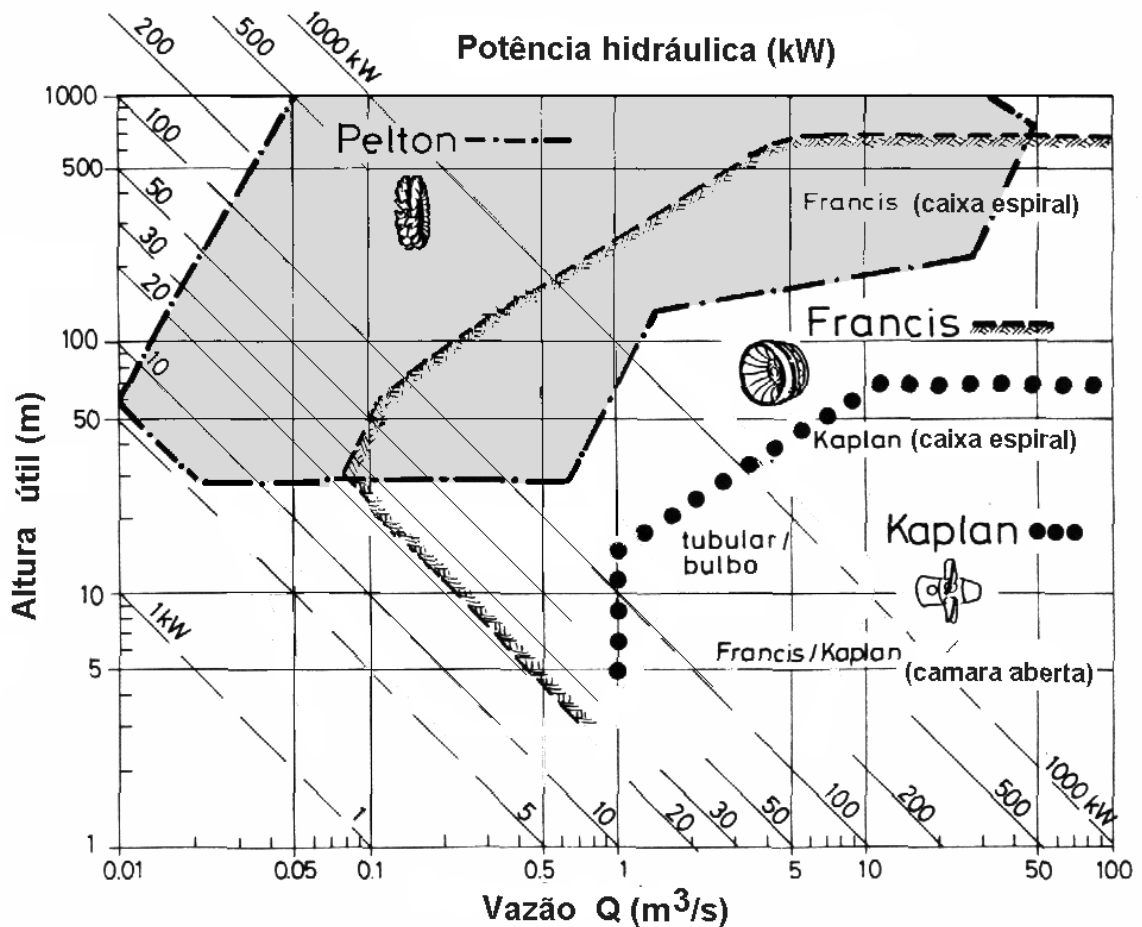 Potência hidráulica (kW)
200
500
1000 kW
100
50
30
20
10
1kW
1000
500
100
50
10
5
1
Altura útil (m)
Pelton
Francis (caixa espiral)
Francis
Kaplan (caixa espiral)
tubular/
bulbo
Kaplan
Francis/Kaplan (camara aberta)
1
5
10
20
30
50
100
200
500
1000 kW
0.01
0.05
0.1
0.5
1
5
10
50
100
Vazão Q (m³/s)